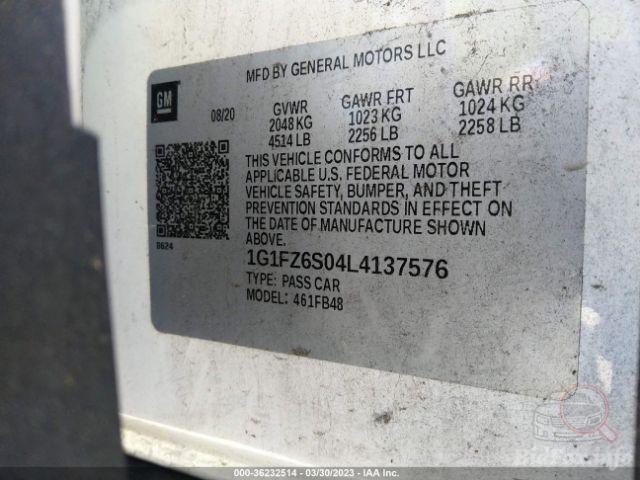 MFD BY GENERAL MOTORS LLC
GM
08/20
GVWR GAWR FRT GAWR RR
2048 KG 1023 KG 1024 KG
4514 LB 2256 LB 2258 LB
THIS VEHICLE CONFORMS TO ALL
APPLICABLE U.S. FEDERAL MOTOR
VEHICLE SAFETY, BUMPER, AND THEFT
PREVENTION STANDARDS IN EFFECT ON
THE DATE OF MANUFACTURE SHOWN
ABOVE.
8624
1G1FZ6S04L4137576
TYPE: PASS CAR
MODEL: 461FB48
BidFax.info
000-36232514 - 03/30/2023 - IAA Inc.